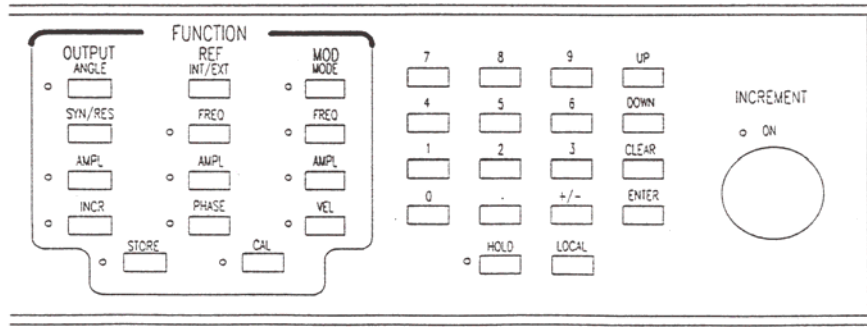 FUNCTION
OUTPUT REF MOD
ANGLE INT/EXT MODE
SYN/RES FREQ FREQ
AMPL AMPL AMPL
INCR PHASE VEL
STORE CAL
7 8 9 UP
4 5 6 DOWN
1 2 3 CLEAR
0 . +/- ENTER
HOLD LOCAL
INCREMENT
ON